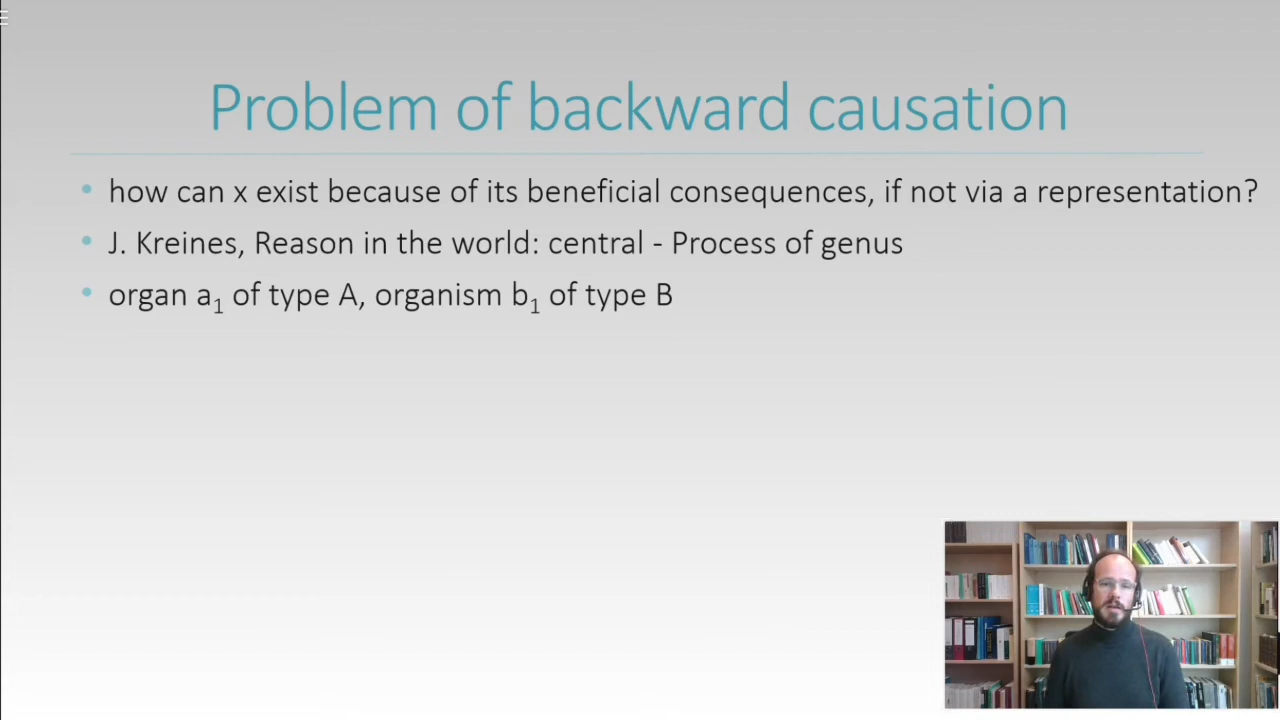 Problem of backward causation
• how can x exist because of its beneficial consequences, if not via a representation?
• J. Kreines, Reason in the world: central - Process of genus
• organ a₁ of type A, organism b₁ of type B